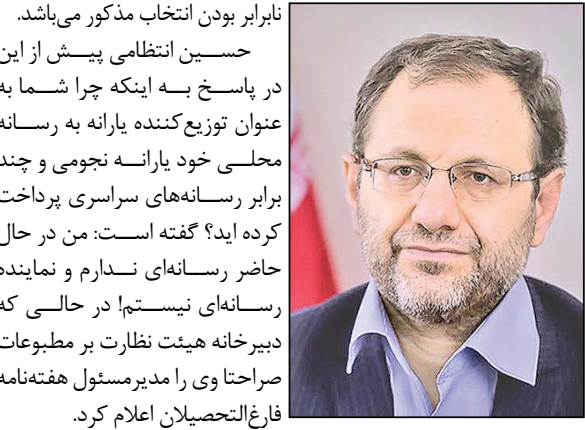 نابرابر بودن انتخاب مذکور می‌باشد.
حسین انتظامی پیش از این
در پاسخ به اینکه چرا شما به
عنوان توزیع‌کننده یارانه به رسانه
محلی خود یارانه نجومی و چند
برابر رسانه‌های سراسری پرداخت
کرده اید؟ گفته است: من در حال
حاضر رسانه‌ای ندارم و نماینده
رسانه‌ای نیستم! در حالی که
دبیرخانه هیئت نظارت بر مطبوعات
صراحتا وی را مدیرمسئول هفته‌نامه
فارغ‌التحصیلان اعلام کرد.